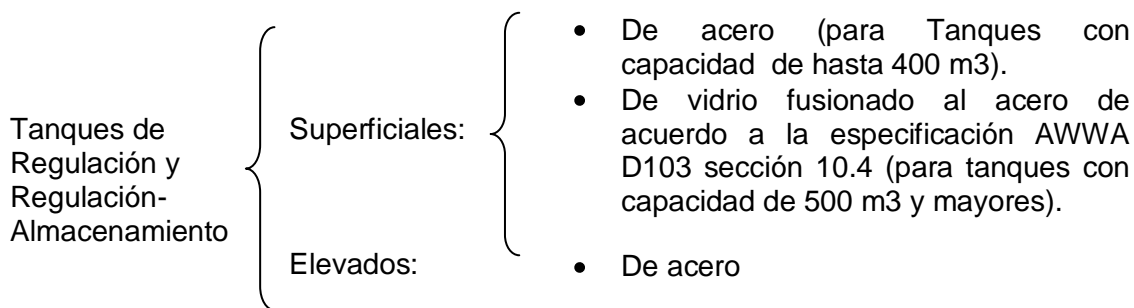 Tanques de
Regulación y
Regulación-
Almacenamiento
Superficiales:
• De acero (para Tanques con
capacidad de hasta 400 m3).
• De vidrio fusionado al acero de
acuerdo a la especificación AWWA
D103 sección 10.4 (para tanques con
capacidad de 500 m3 y mayores).
Elevados:
• De acero